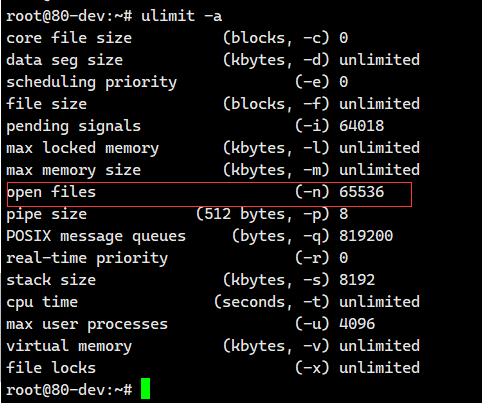 root@80-dev:~# ulimit -a
core file size (blocks, -c) 0
data seg size (kbytes, -d) unlimited
scheduling priority (-e) 0
file size (blocks, -f) unlimited
pending signals (-i) 64018
max locked memory (kbytes, -l) unlimited
max memory size (kbytes, -m) unlimited
open files (-n) 65536
pipe size (512 bytes, -p) 8
POSIX message queues (bytes, -q) 819200
real-time priority (-r) 0
stack size (kbytes, -s) 8192
cpu time (seconds, -t) unlimited
max user processes (-u) 4096
virtual memory (kbytes, -v) unlimited
file locks (-x) unlimited
root@80-dev:~#